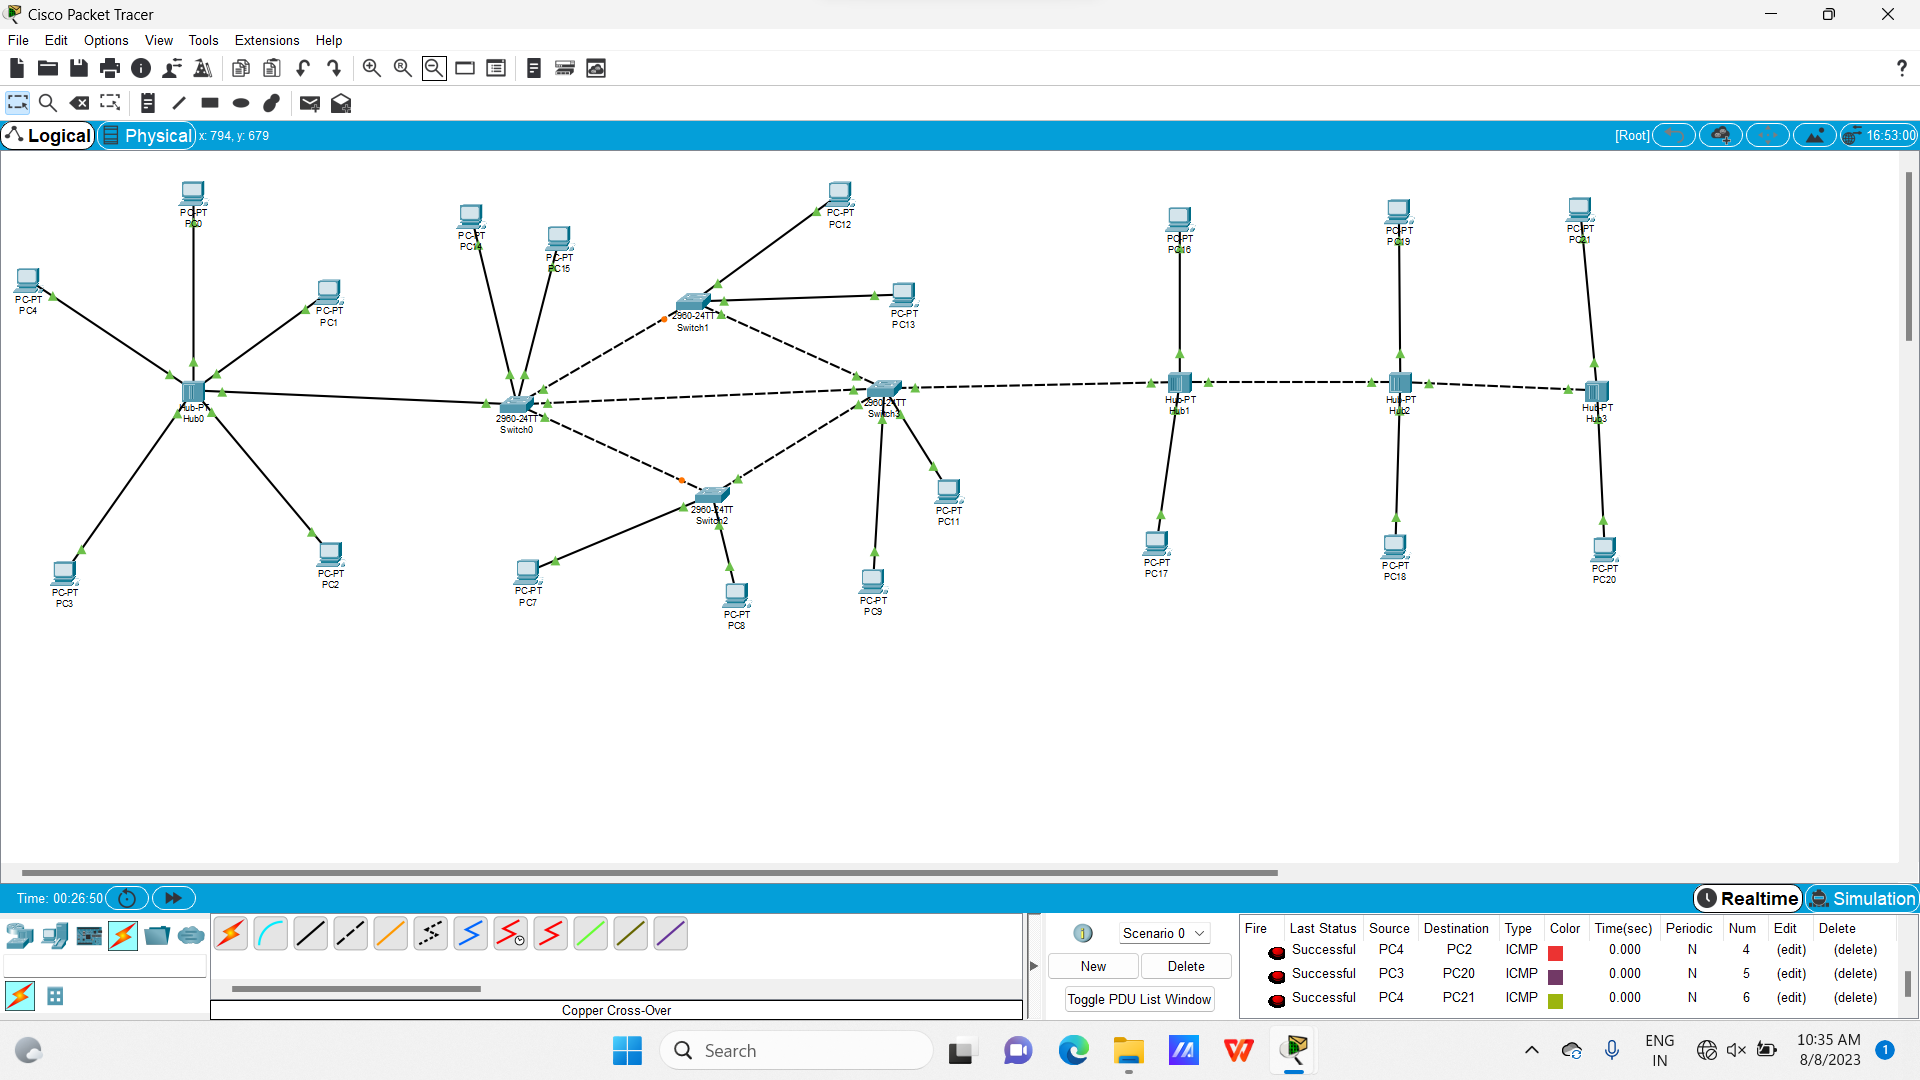 Cisco Packet Tracer
File Edit Options View Tools Extensions Help
?
Logical Physical x: 794, y: 679 [Root] 16:53:00
PC-PT
PC0
PC-PT
PC4
PC-PT
PC1
Hub-PT
Hub0
PC-PT
PC3
PC-PT
PC2
PC-PT
PC14
PC-PT
PC15
2960-24TT
Switch0
PC-PT
PC12
2960-24TT
Switch1
PC-PT
PC13
2960-24TT
Switch3
2960-24TT
Switch2
PC-PT
PC7
PC-PT
PC8
PC-PT
PC9
PC-PT
PC11
PC-PT
PC16
Hub-PT
Hub1
PC-PT
PC17
PC-PT
PC19
Hub-PT
Hub2
PC-PT
PC18
PC-PT
PC21
Hub-PT
Hub3
PC-PT
PC20
Time: 00:26:50 Realtime Simulation
Scenario 0
New Delete
Toggle PDU List Window
Copper Cross-Over
Fire Last Status Source Destination Type Color Time(sec) Periodic Num Edit Delete
Successful PC4 PC2 ICMP 0.000 N 4 (edit) (delete)
Successful PC3 PC20 ICMP 0.000 N 5 (edit) (delete)
Successful PC4 PC21 ICMP 0.000 N 6 (edit) (delete)
Search
ENG
IN
10:35 AM
8/8/2023
1